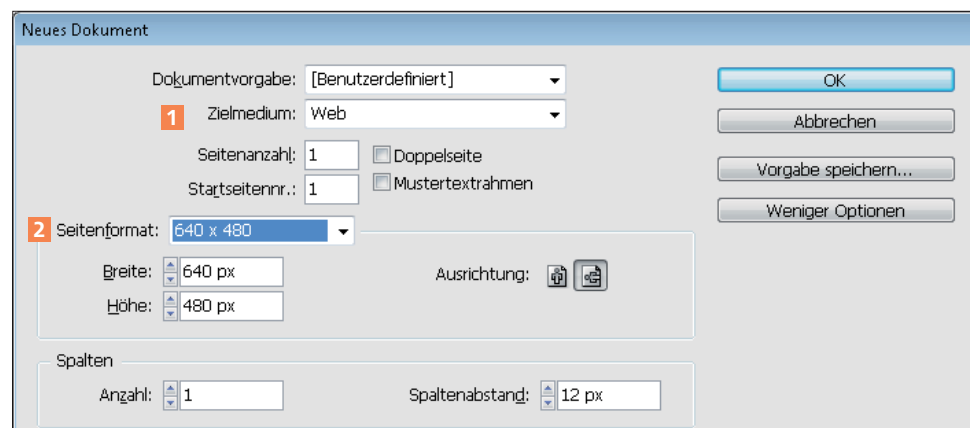 Neues Dokument
Dokumentvorgabe: [Benutzerdefiniert] OK
1 Zielmedium: Web Abbrechen
Seitenanzahl: 1 Doppelseite
Vorgabe speichern...
Startseitennr.: 1 Mustertextrahmen
Weniger Optionen
2 Seitenformat: 640 x 480
Breite: 640 px Ausrichtung:
Höhe: 480 px
Spalten
Anzahl: 1 Spaltenabstand: 12 px